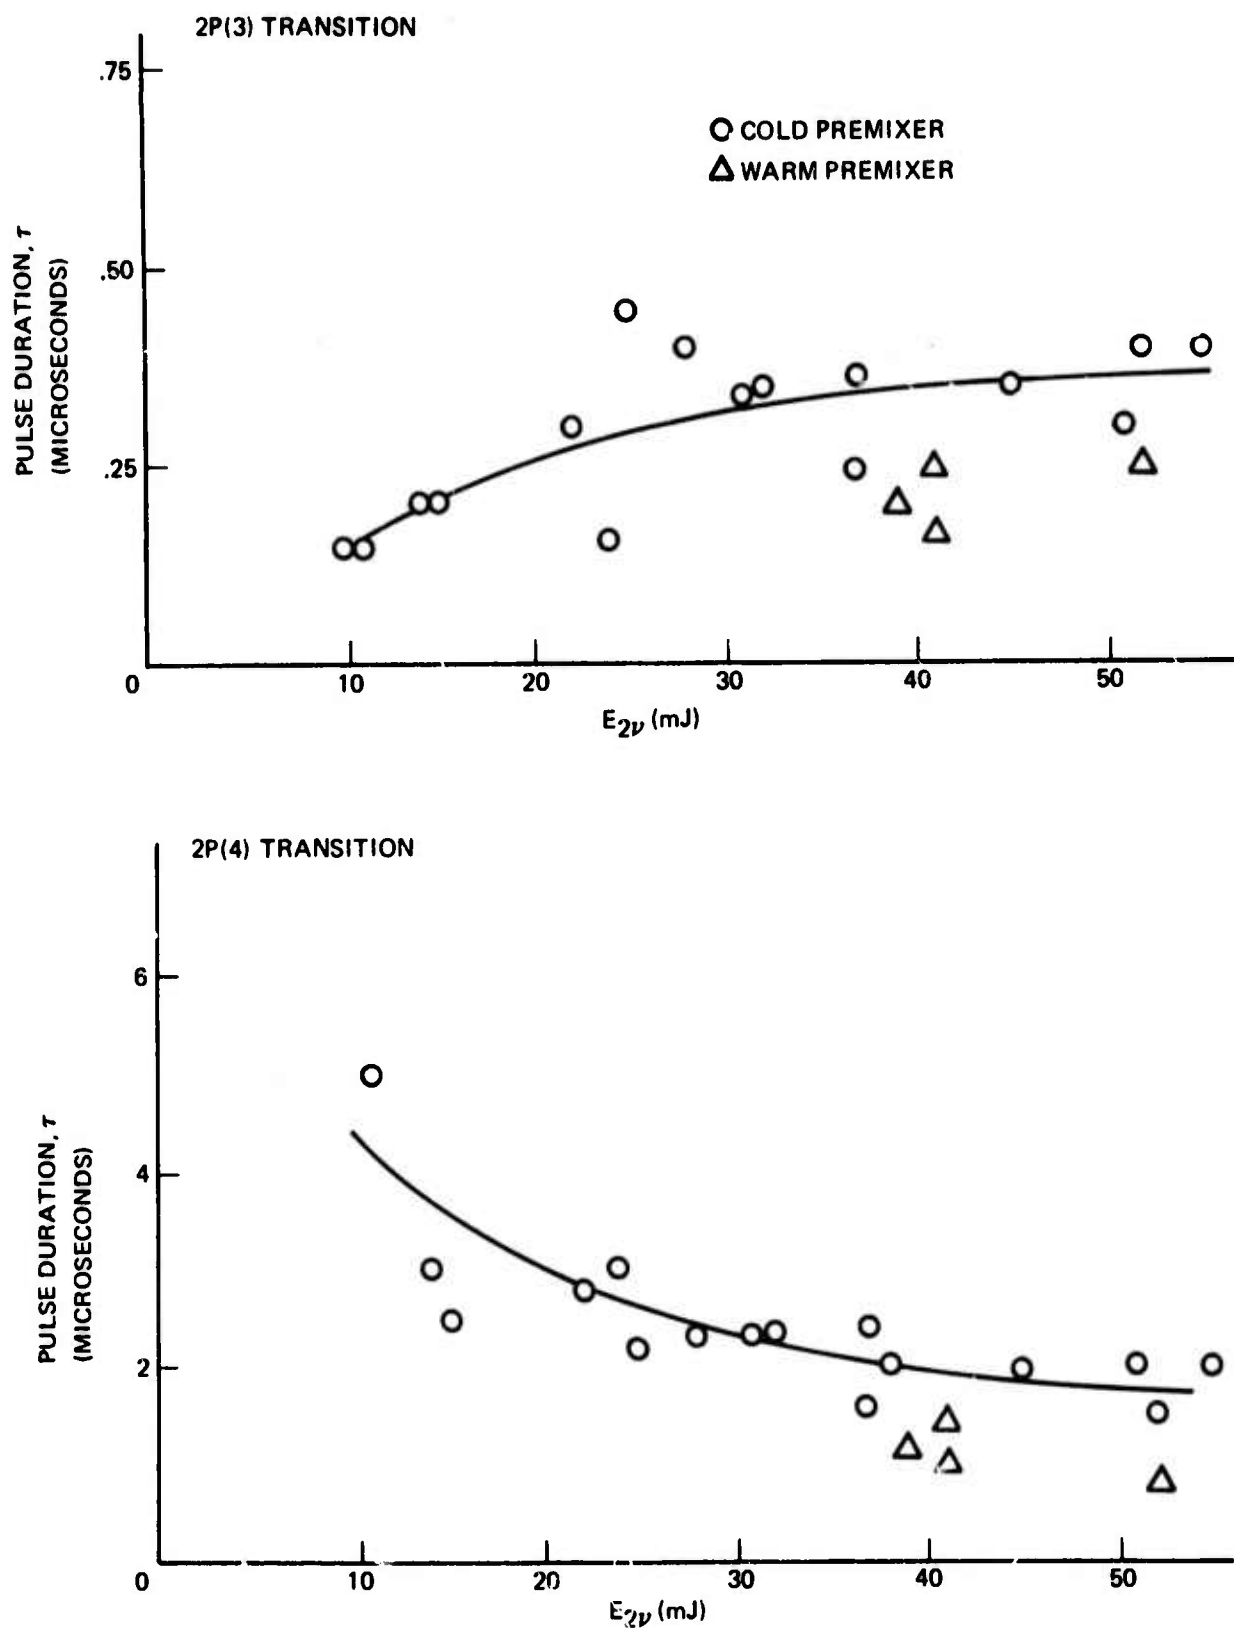 2P(3) TRANSITION
.75
O COLD PREMIXER
△ WARM PREMIXER
.50
.25
PULSE DURATION, τ
(MICROSECONDS)
0 10 20 30 40 50
E2ν (mJ)
2P(4) TRANSITION
6
4
2
PULSE DURATION, τ
(MICROSECONDS)
0 10 20 30 40 50
E2ν (mJ)